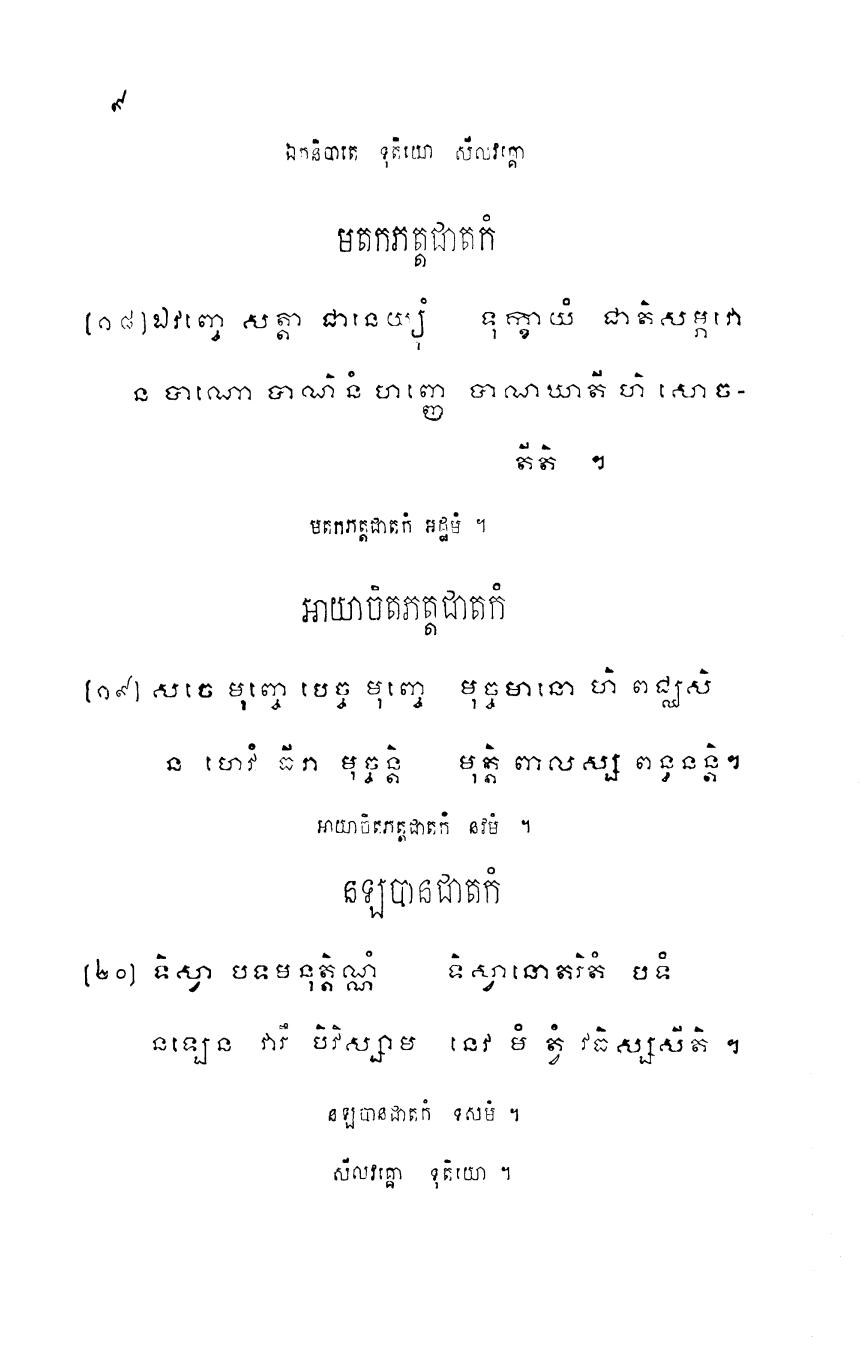 ៩
ឯកនិបាតេ ទុតិយោ សីលវគ្គោ
មតកភត្តជាតកំ
[១៨] ឯវញ្ចេ សត្តា ជានេយ្យុំ ទុក្ខាយំ ជាតិសម្ភវោ
ន បាណោ បាណិនំ ហញ្ញេ បាណឃាតី ហិ សោច-
តីតិ ។
មតកភត្តជាតកំ អដ្ឋមំ ។
អាយាចិតភត្តជាតកំ
[១៩] សចេ មុញ្ចេ បេច្ច មុញ្ចេ មុច្ចមានោ ហិ ពជ្ឈសិ
ន ហេវំ ធីរា មុច្ចន្តិ មុត្តិ ពាលស្ស ពន្ធនន្តិ។
អាយាចិតភត្តជាតកំ នវមំ ។
នឡបានជាតកំ
[២០] ទិស្វា បទមនុត្តិណ្ណំ ទិស្វានោតរិតំ បទំ
នឡេន វារឹ បិវិស្សាម នេវ មំ ត្វំ វធិស្សសីតិ ។
នឡបានជាតកំ ទសមំ ។
សីលវគ្គោ ទុតិយោ ។